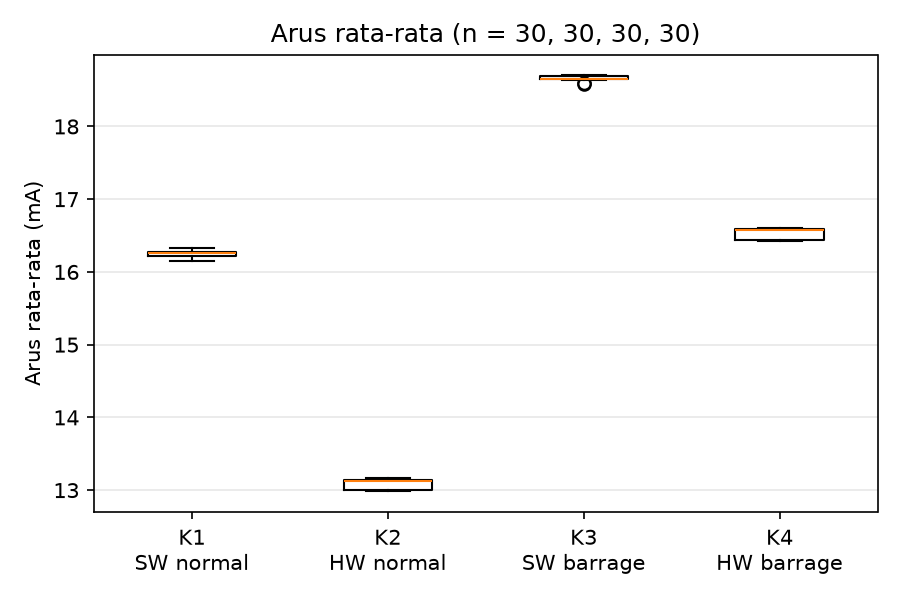 Arus rata-rata (n = 30, 30, 30, 30)
Arus rata-rata (mA)
18
17
16
15
14
13
K1 K2 K3 K4
SW normal HW normal SW barrage HW barrage